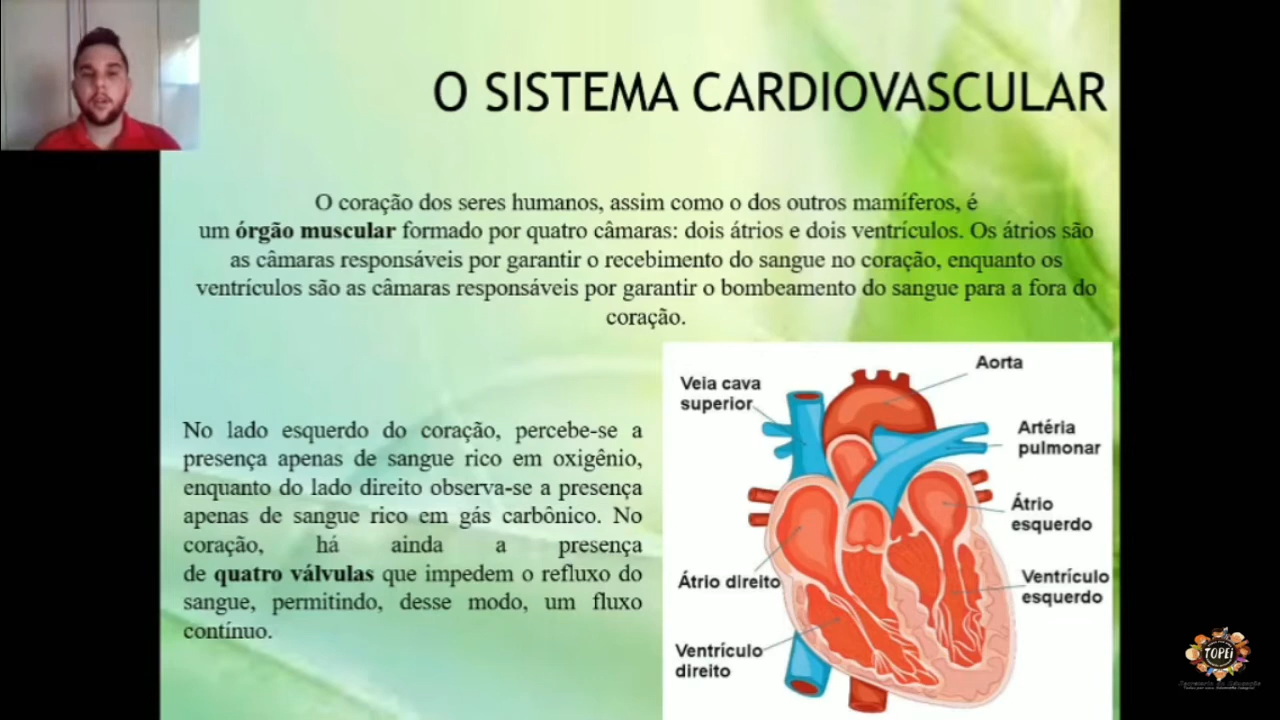 O SISTEMA CARDIOVASCULAR
O coração dos seres humanos, assim como o dos outros mamíferos, é
um órgão muscular formado por quatro câmaras: dois átrios e dois ventrículos. Os átrios são
as câmaras responsáveis por garantir o recebimento do sangue no coração, enquanto os
ventrículos são as câmaras responsáveis por garantir o bombeamento do sangue para a fora do
coração.
No lado esquerdo do coração, percebe-se a
presença apenas de sangue rico em oxigênio,
enquanto do lado direito observa-se a presença
apenas de sangue rico em gás carbônico. No
coração, há ainda a presença
de quatro válvulas que impedem o refluxo do
sangue, permitindo, desse modo, um fluxo
contínuo.
Aorta
Veia cava
superior
Artéria
pulmonar
Átrio
esquerdo
Átrio direito
Ventrículo
esquerdo
Ventrículo
direito
TOPEi